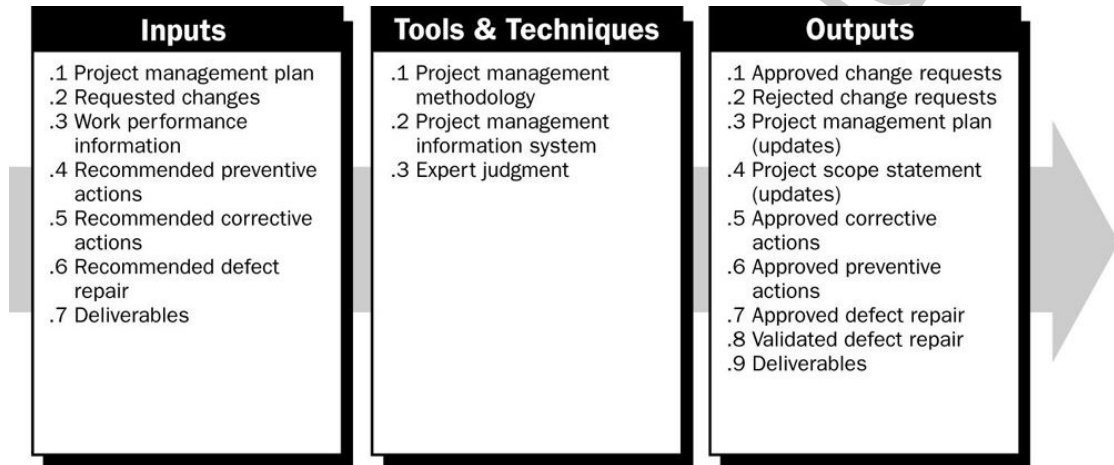 Inputs
.1 Project management plan
.2 Requested changes
.3 Work performance
information
.4 Recommended preventive
actions
.5 Recommended corrective
actions
.6 Recommended defect
repair
.7 Deliverables
Tools & Techniques
.1 Project management
methodology
.2 Project management
information system
.3 Expert judgment
Outputs
.1 Approved change requests
.2 Rejected change requests
.3 Project management plan
(updates)
.4 Project scope statement
(updates)
.5 Approved corrective
actions
.6 Approved preventive
actions
.7 Approved defect repair
.8 Validated defect repair
.9 Deliverables